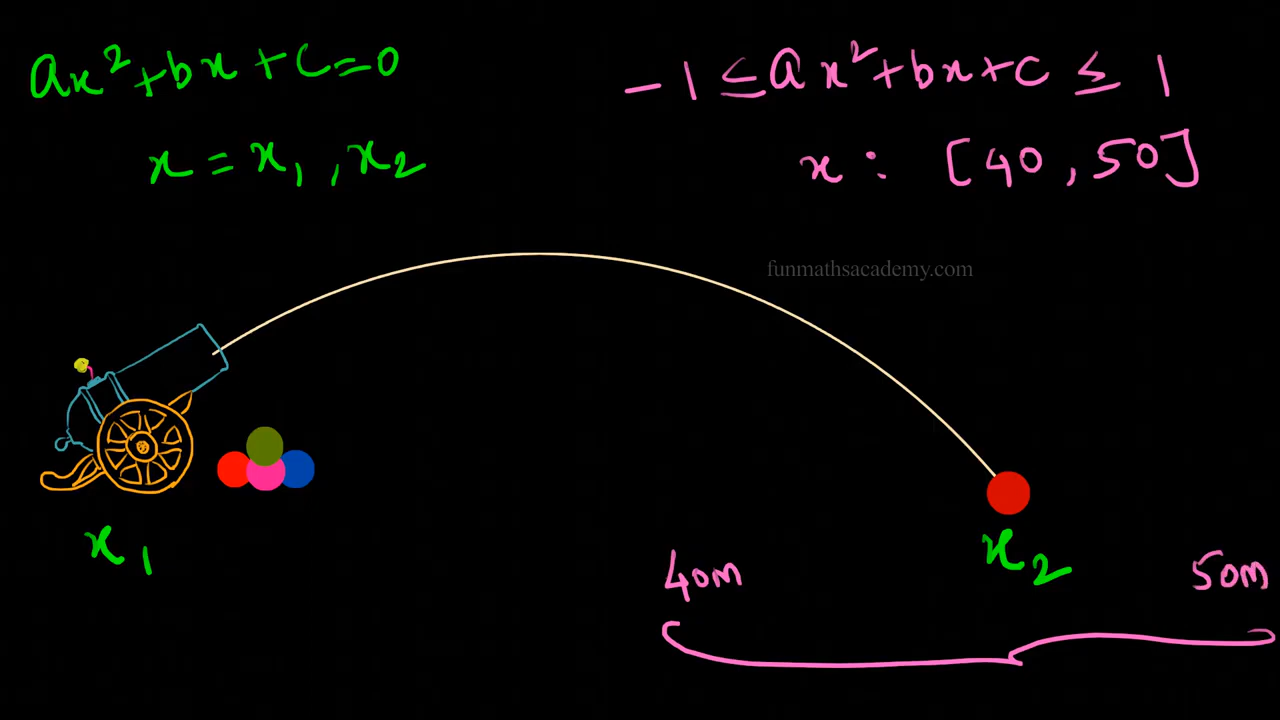 ax²+bx+c=0
-1≤ax²+bx+c≤1
x=x₁,x₂
x: [40,50]
funmathsacademy.com
x₁
x₂
40m
50m